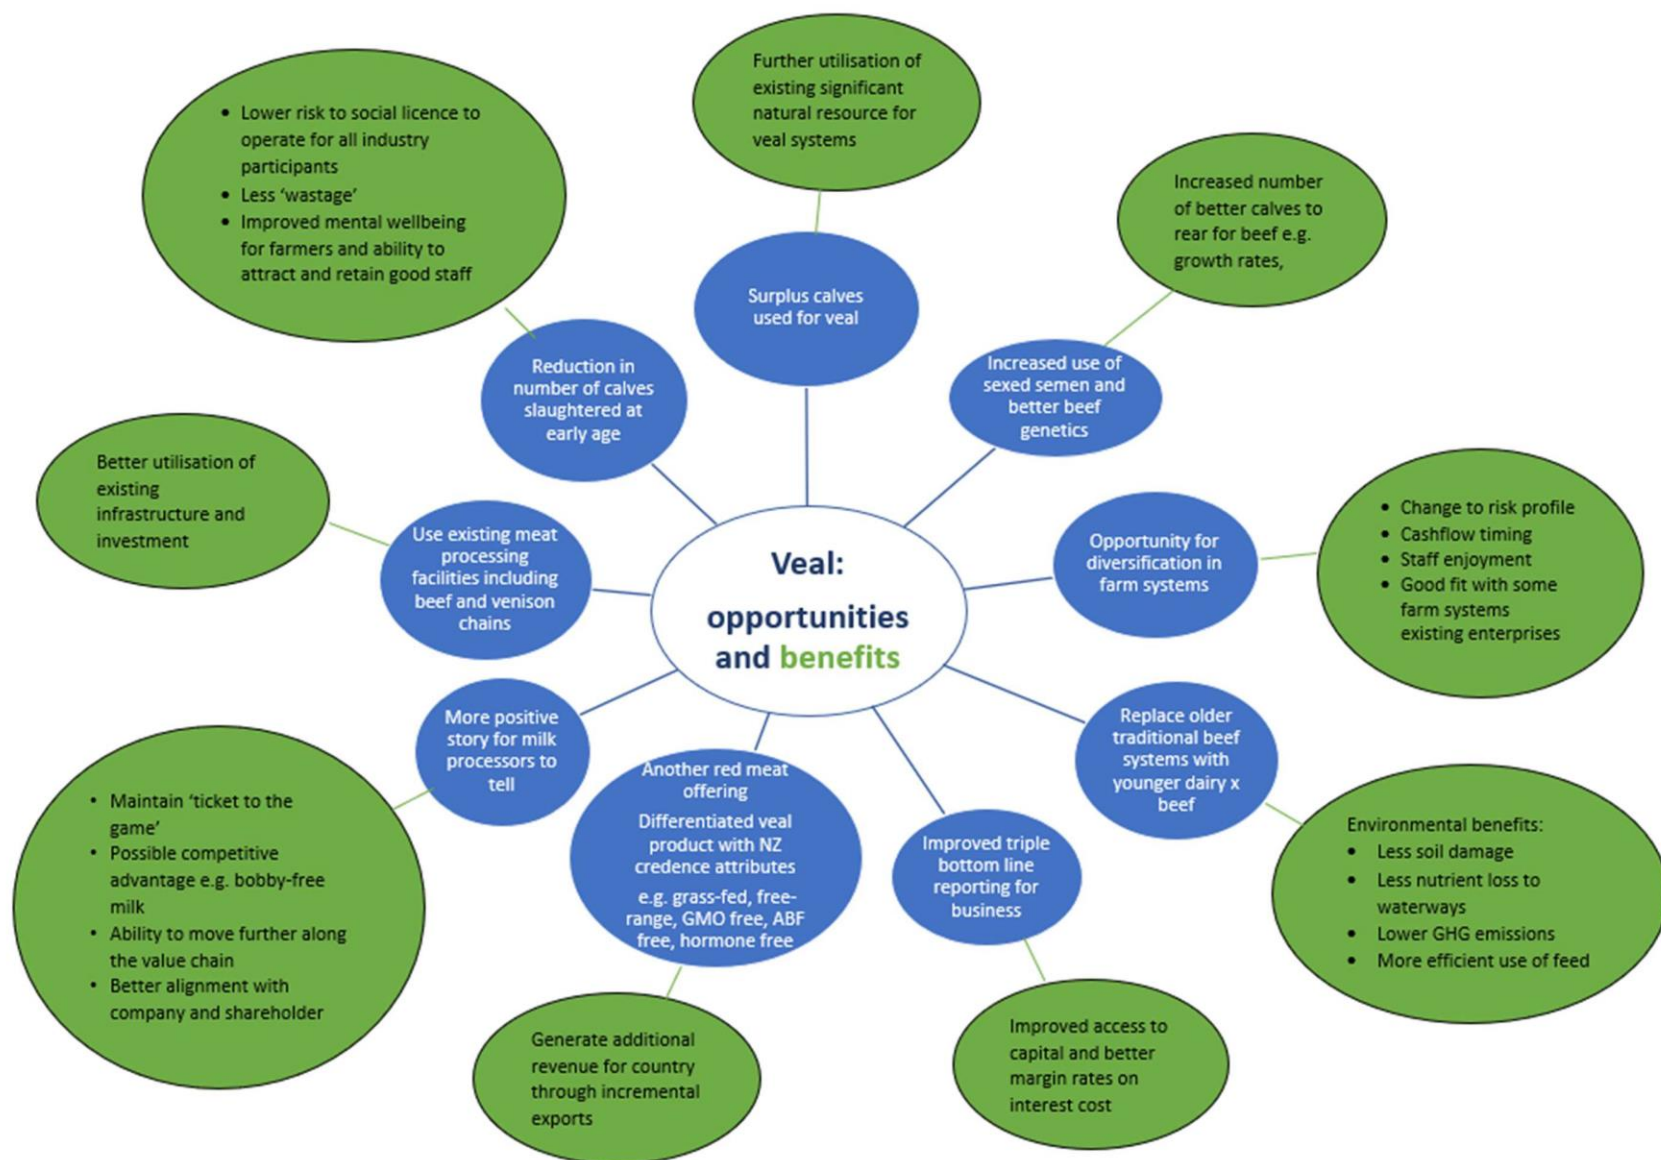 Veal:
opportunities
and benefits
Surplus calves
used for veal
Further utilisation of
existing significant
natural resource for
veal systems
Increased use of
sexed semen and
better beef
genetics
Increased number
of better calves to
rear for beef e.g.
growth rates,
Opportunity for
diversification in
farm systems
• Change to risk profile
• Cashflow timing
• Staff enjoyment
• Good fit with some
farm systems
existing enterprises
Replace older
traditional beef
systems with
younger dairy x
beef
Environmental benefits:
• Less soil damage
• Less nutrient loss to
waterways
• Lower GHG emissions
• More efficient use of feed
Improved triple
bottom line
reporting for
business
Improved access to
capital and better
margin rates on
interest cost
Another red meat
offering
Differentiated veal
product with NZ
credence attributes
e.g. grass-fed, free-
range, GMO free, ABF
free, hormone free
Generate additional
revenue for country
through incremental
exports
More positive
story for milk
processors to
tell
• Maintain ‘ticket to the
game’
• Possible competitive
advantage e.g. bobby-free
milk
• Ability to move further along
the value chain
• Better alignment with
company and shareholder
Use existing meat
processing
facilities including
beef and venison
chains
Better utilisation of
existing
infrastructure and
investment
Reduction in
number of calves
slaughtered at
early age
• Lower risk to social licence to
operate for all industry
participants
• Less ‘wastage’
• Improved mental wellbeing
for farmers and ability to
attract and retain good staff